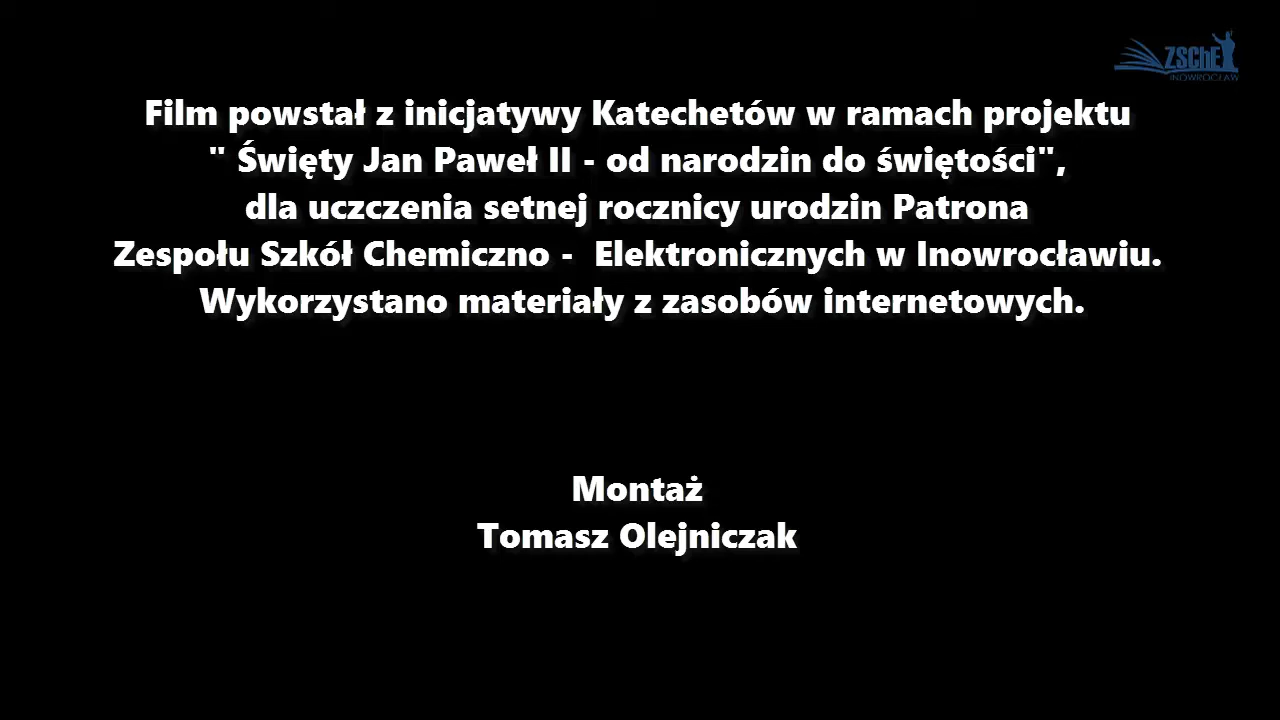 ZSChE
INOWROCŁAW
Film powstał z inicjatywy Katechetów w ramach projektu
" Święty Jan Paweł II - od narodzin do świętości",
dla uczczenia setnej rocznicy urodzin Patrona
Zespołu Szkół Chemiczno -  Elektronicznych w Inowrocławiu.
Wykorzystano materiały z zasobów internetowych.
Montaż
Tomasz Olejniczak